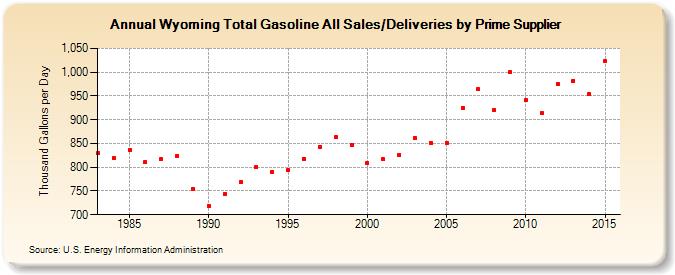 Annual Wyoming Total Gasoline All Sales/Deliveries by Prime Supplier
Thousand Gallons per Day
1,050
1,000
950
900
850
800
750
700
1985 1990 1995 2000 2005 2010 2015
Source: U.S. Energy Information Administration